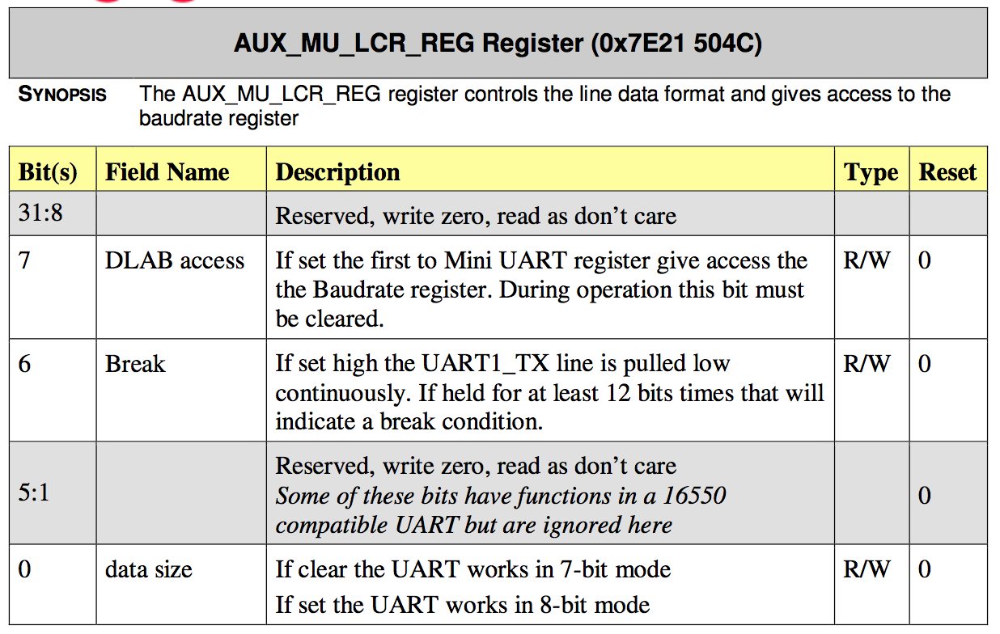 AUX_MU_LCR_REG Register (0x7E21 504C)
SYNOPSIS The AUX_MU_LCR_REG register controls the line data format and gives access to the
baudrate register
Bit(s) Field Name Description Type Reset
31:8 Reserved, write zero, read as don’t care
7 DLAB access If set the first to Mini UART register give access the R/W 0
the Baudrate register. During operation this bit must
be cleared.
6 Break If set high the UART1_TX line is pulled low R/W 0
continuously. If held for at least 12 bits times that will
indicate a break condition.
Reserved, write zero, read as don’t care
5:1 Some of these bits have functions in a 16550 0
compatible UART but are ignored here
0 data size If clear the UART works in 7-bit mode R/W 0
If set the UART works in 8-bit mode